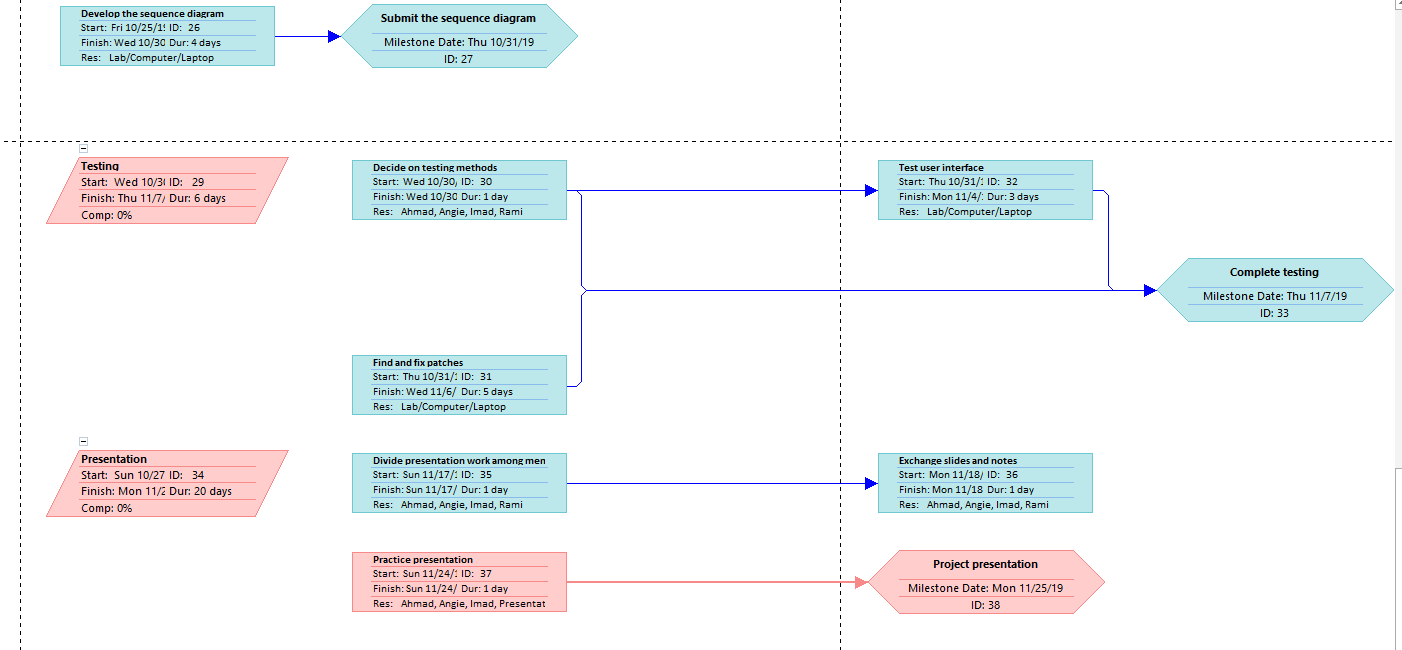 Develop the sequence diagram
Start: Fri 10/25/1 ID: 26
Finish: Wed 10/30 Dur: 4 days
Res: Lab/Computer/Laptop
Submit the sequence diagram
Milestone Date: Thu 10/31/19
ID: 27
Testing
Start: Wed 10/3 ID: 29
Finish: Thu 11/7/ Dur: 6 days
Comp: 0%
Decide on testing methods
Start: Wed 10/30, ID: 30
Finish: Wed 10/30 Dur: 1 day
Res: Ahmad, Angie, Imad, Rami
Test user interface
Start: Thu 10/31/ ID: 32
Finish: Mon 11/4/ Dur: 3 days
Res: Lab/Computer/Laptop
Complete testing
Milestone Date: Thu 11/7/19
ID: 33
Find and fix patches
Start: Thu 10/31/ ID: 31
Finish: Wed 11/6/ Dur: 5 days
Res: Lab/Computer/Laptop
Presentation
Start: Sun 10/27 ID: 34
Finish: Mon 11/2 Dur: 20 days
Comp: 0%
Divide presentation work among men
Start: Sun 11/17/ ID: 35
Finish: Sun 11/17/ Dur: 1 day
Res: Ahmad, Angie, Imad, Rami
Exchange slides and notes
Start: Mon 11/18/ ID: 36
Finish: Mon 11/18 Dur: 1 day
Res: Ahmad, Angie, Imad, Rami
Practice presentation
Start: Sun 11/24/ ID: 37
Finish: Sun 11/24/ Dur: 1 day
Res: Ahmad, Angie, Imad, Presentat
Project presentation
Milestone Date: Mon 11/25/19
ID: 38